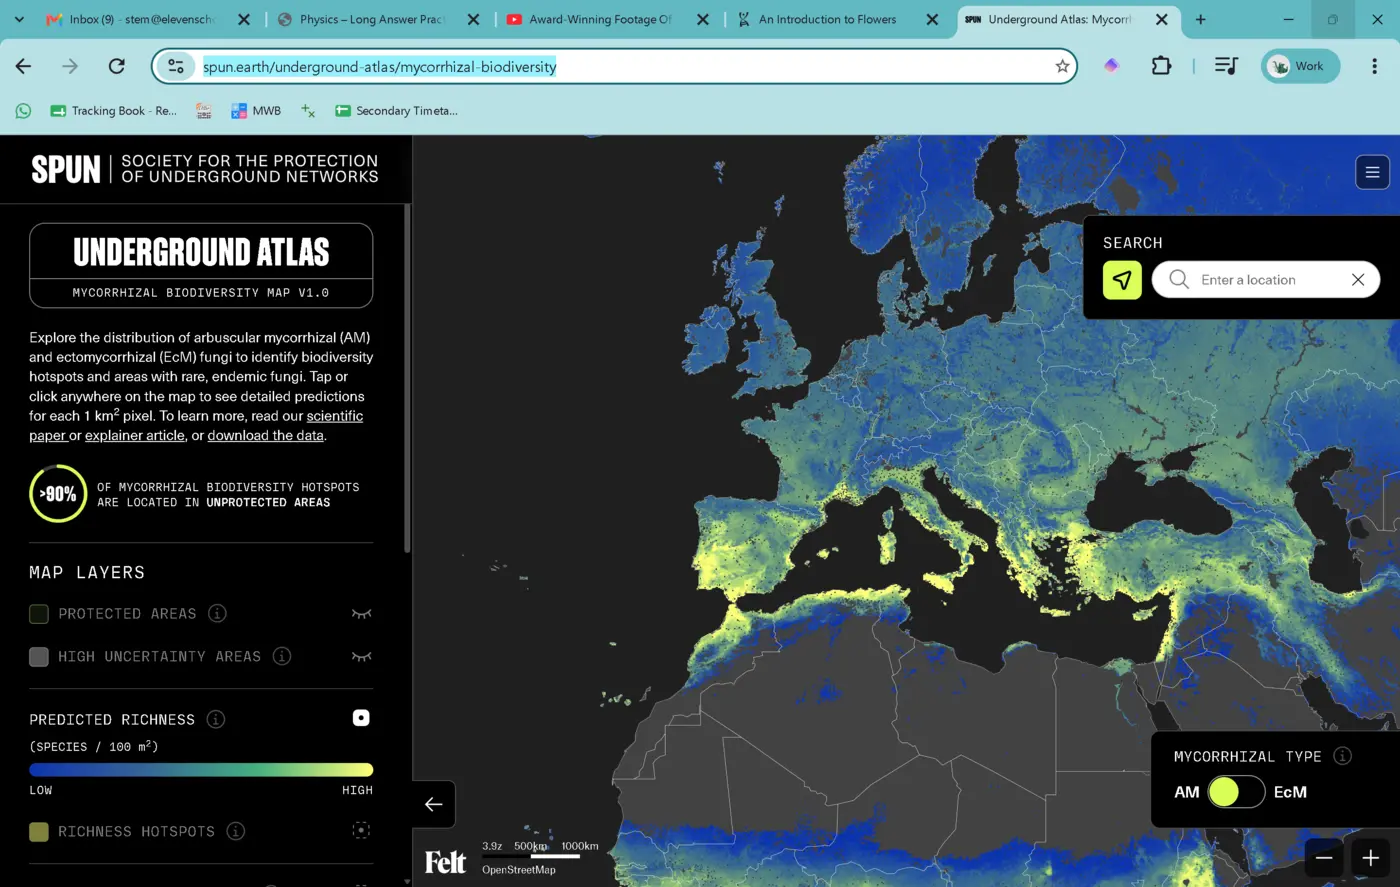 Inbox (9) - stem@elevensch
Physics – Long Answer Prac
Award-Winning Footage Of
An Introduction to Flowers
SPUN Underground Atlas: Mycorrh
spun.earth/underground-atlas/mycorrhizal-biodiversity
Work
Tracking Book - Re...
MWB
Secondary Timeta...
SPUN
SOCIETY FOR THE PROTECTION
OF UNDERGROUND NETWORKS
UNDERGROUND ATLAS
MYCORRHIZAL BIODIVERSITY MAP V1.0
Explore the distribution of arbuscular mycorrhizal (AM)
and ectomycorrhizal (EcM) fungi to identify biodiversity
hotspots and areas with rare, endemic fungi. Tap or
click anywhere on the map to see detailed predictions
for each 1 km² pixel. To learn more, read our scientific
paper or explainer article, or download the data.
>90%
OF MYCORRHIZAL BIODIVERSITY HOTSPOTS
ARE LOCATED IN UNPROTECTED AREAS
MAP LAYERS
PROTECTED AREAS
HIGH UNCERTAINTY AREAS
PREDICTED RICHNESS
(SPECIES / 100 m²)
LOW HIGH
RICHNESS HOTSPOTS
SEARCH
Enter a location
MYCORRHIZAL TYPE
AM EcM
Felt
3.9z 500km 1000km
OpenStreetMap